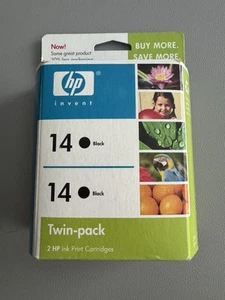 Now!
BUY MORE.
SAVE MORE.
hp
invent
14 Black
14 Black
Twin-pack
2 HP Ink Print Cartridges